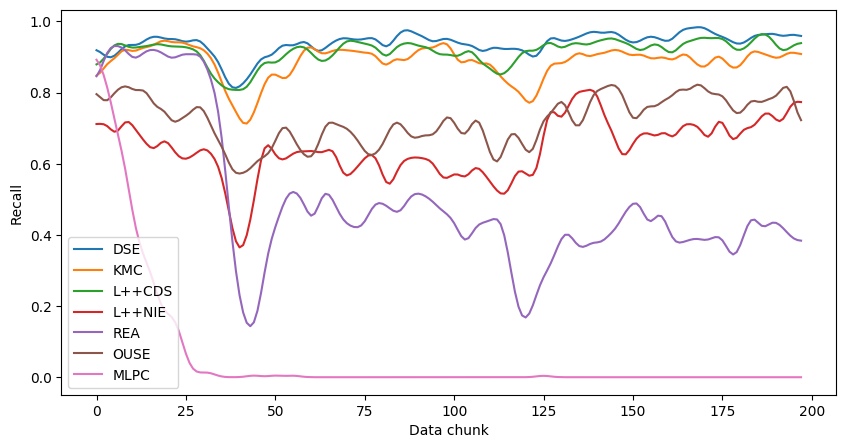 1.0
0.8
0.6
0.4
0.2
0.0
Recall
DSE
KMC
L++CDS
L++NIE
REA
OUSE
MLPC
0 25 50 75 100 125 150 175 200
Data chunk